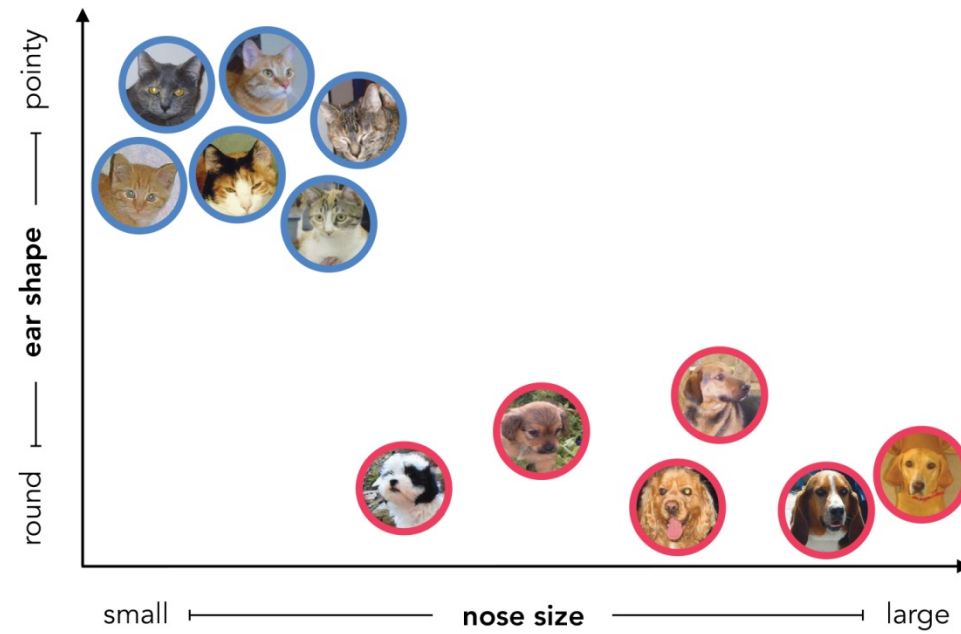 pointy
ear shape
round
small
nose size
large